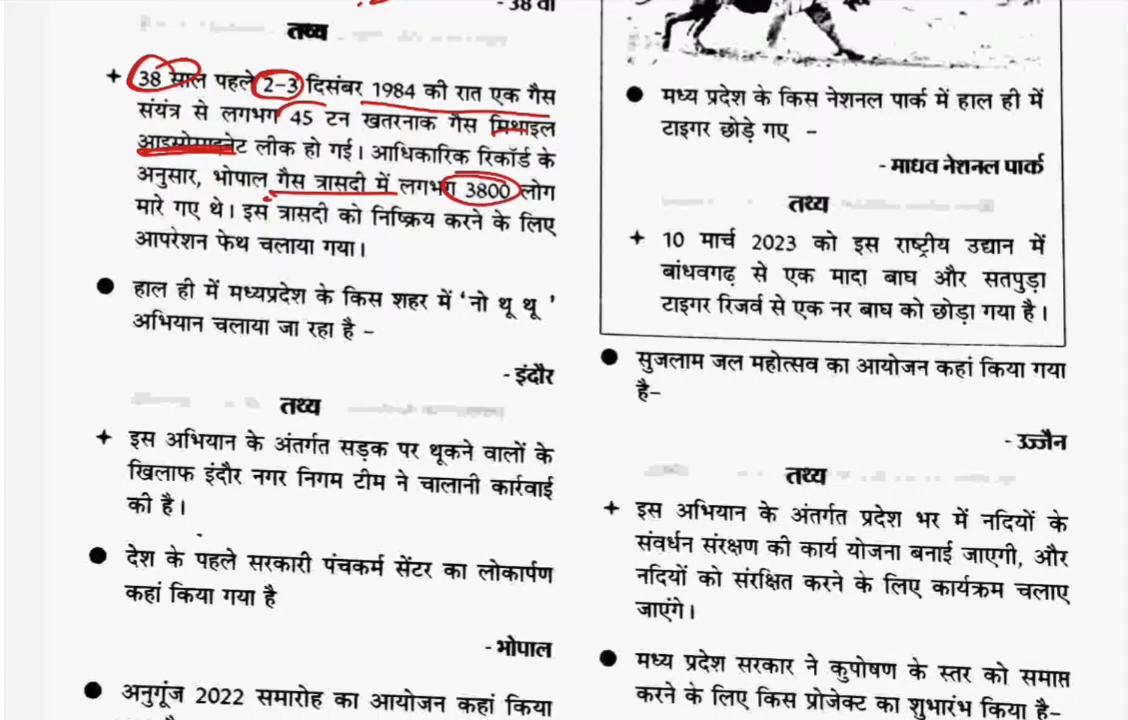 - 38 वी
तथ्य
+ 38 साल पहले 2-3 दिसंबर 1984 की रात एक गैस
संयंत्र से लगभग 45 टन खतरनाक गैस मिथाइल
आइसोसाइनेट लीक हो गई। आधिकारिक रिकॉर्ड के
अनुसार, भोपाल गैस त्रासदी में लगभग 3800 लोग
मारे गए थे। इस त्रासदी को निष्क्रिय करने के लिए
आपरेशन फेथ चलाया गया।
● हाल ही में मध्यप्रदेश के किस शहर में ‘नो थू थू ’
अभियान चलाया जा रहा है –
- इंदौर
तथ्य
+ इस अभियान के अंतर्गत सड़क पर थूकने वालों के
खिलाफ इंदौर नगर निगम टीम ने चालानी कार्रवाई
की है।
● देश के पहले सरकारी पंचकर्म सेंटर का लोकार्पण
कहां किया गया है
- भोपाल
● अनुगूंज 2022 समारोह का आयोजन कहां किया
● मध्य प्रदेश के किस नेशनल पार्क में हाल ही में
टाइगर छोड़े गए –
- माधव नेशनल पार्क
तथ्य
+ 10 मार्च 2023 को इस राष्ट्रीय उद्यान में
बांधवगढ़ से एक मादा बाघ और सतपुड़ा
टाइगर रिजर्व से एक नर बाघ को छोड़ा गया है।
● सुजलाम जल महोत्सव का आयोजन कहां किया गया
है–
- उज्जैन
तथ्य
+ इस अभियान के अंतर्गत प्रदेश भर में नदियों के
संवर्धन संरक्षण की कार्य योजना बनाई जाएगी, और
नदियों को संरक्षित करने के लिए कार्यक्रम चलाए
जाएंगे।
● मध्य प्रदेश सरकार ने कुपोषण के स्तर को समाप्त
करने के लिए किस प्रोजेक्ट का शुभारंभ किया है–